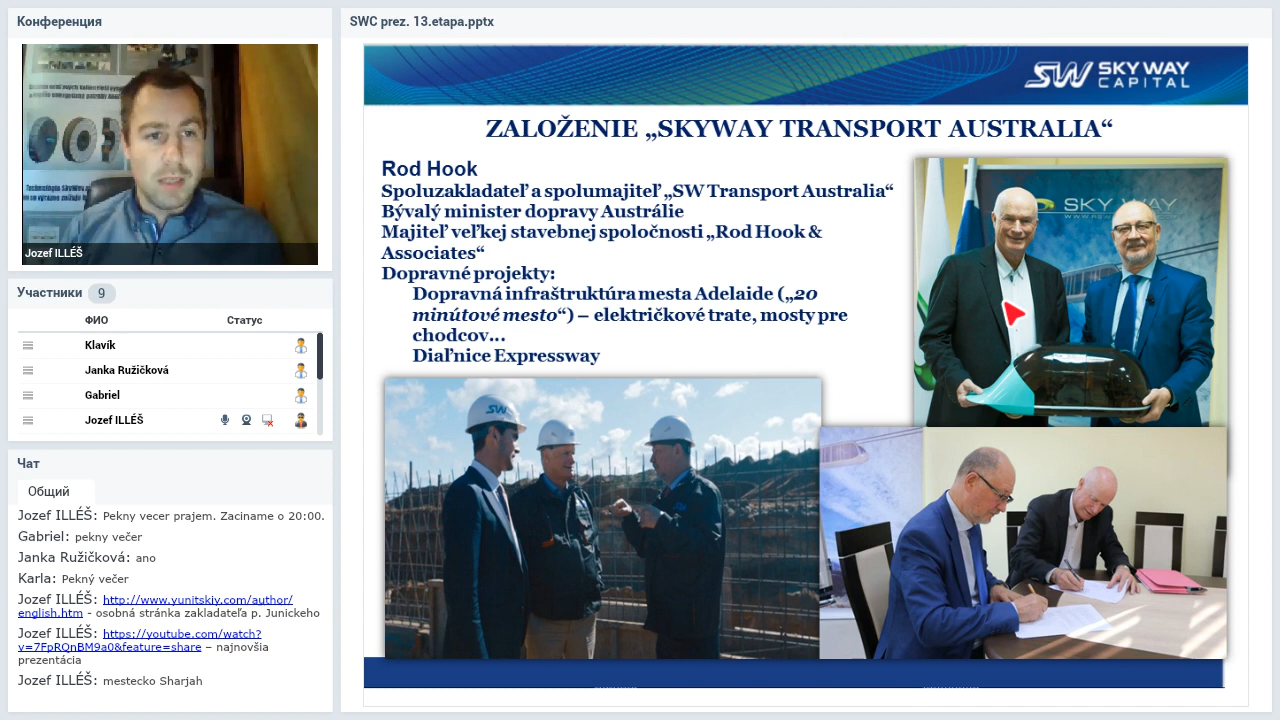 Конференция
Jozef ILLÉŠ
Участники 9
ФИО Статус
Klavík
Janka Ružičková
Gabriel
Jozef ILLÉŠ
Чат
Общий
Jozef ILLÉŠ: Pekny vecer prajem. Zaciname o 20:00.
Gabriel: pekny večer
Janka Ružičková: ano
Karla: Pekný večer
Jozef ILLÉŠ: http://www.yunitskiy.com/author/
english.htm - osobná stránka zakladateľa p. Junickeho
Jozef ILLÉŠ: https://youtube.com/watch?
v=7FpRQnBM9a0&feature=share – najnovšia
prezentácia
Jozef ILLÉŠ: mestecko Sharjah
SWC prez. 13.etapa.pptx
SW SKY WAY
CAPITAL
ZALOŽENIE „SKYWAY TRANSPORT AUSTRALIA“
Rod Hook
Spoluzakladateľ a spolumajiteľ „SW Transport Australia“
Bývalý minister dopravy Austrálie
Majiteľ veľkej stavebnej spoločnosti „Rod Hook &
Associates“
Dopravné projekty:
Dopravná infraštruktúra mesta Adelaide („20
minútové mesto“) – električkové trate, mosty pre
chodcov...
Diaľnice Expressway
SKY WAY
SW